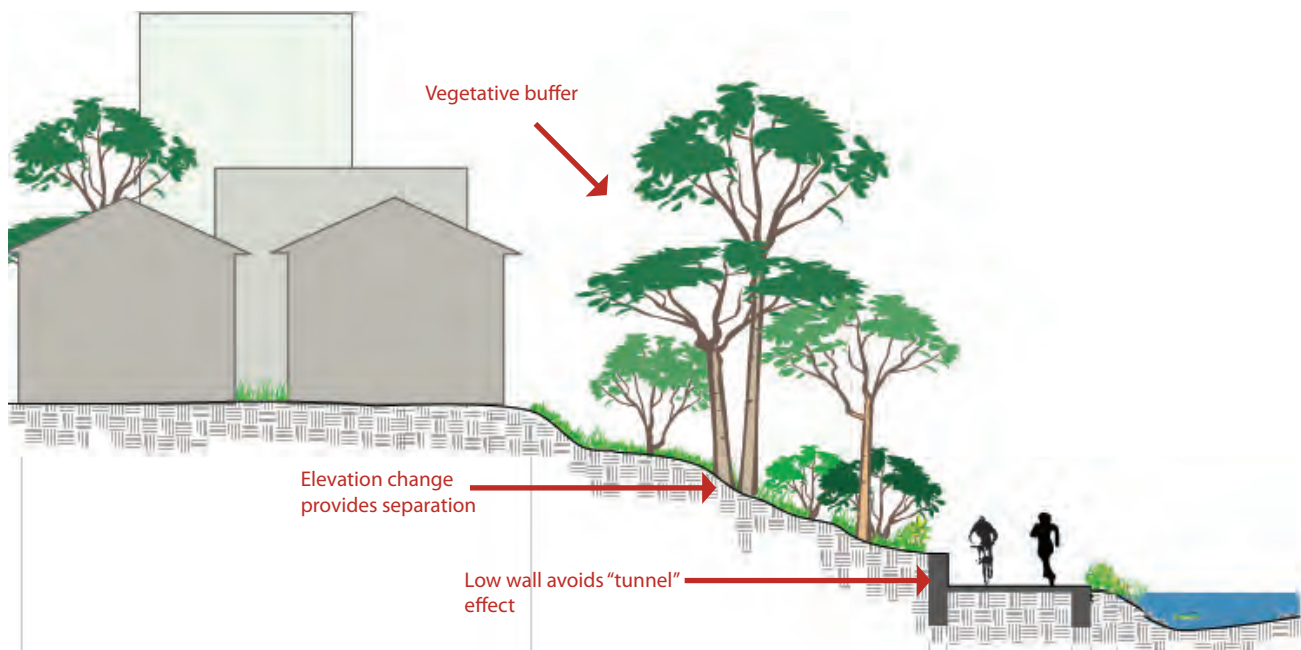 Vegetative buffer
Elevation change
provides separation
Low wall avoids “tunnel”
effect